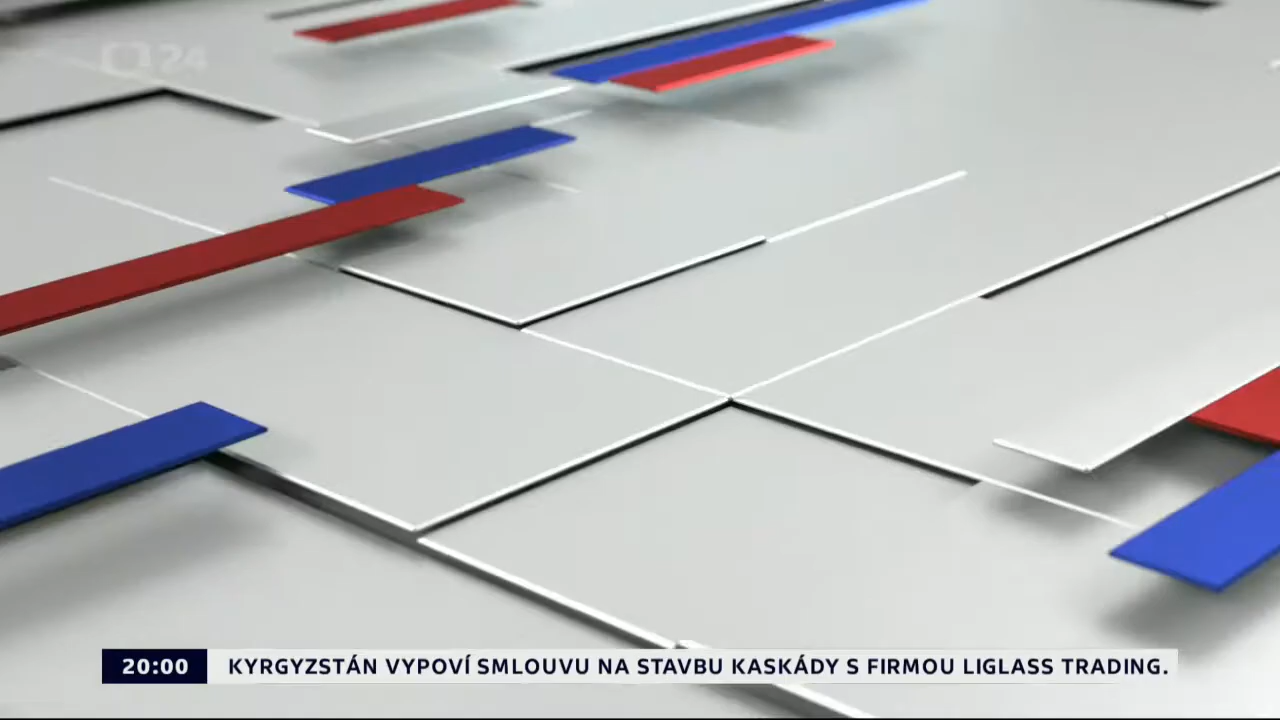 ČT24
20:00 KYRGYZSTÁN VYPOVÍ SMLOUVU NA STAVBU KASKÁDY S FIRMOU LIGLASS TRADING.